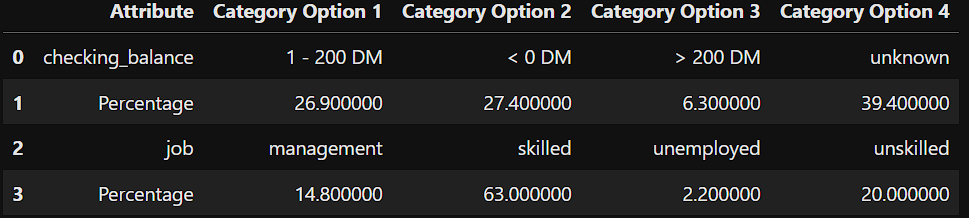 Attribute Category Option 1 Category Option 2 Category Option 3 Category Option 4
0 checking_balance 1 - 200 DM < 0 DM > 200 DM unknown
1 Percentage 26.900000 27.400000 6.300000 39.400000
2 job management skilled unemployed unskilled
3 Percentage 14.800000 63.000000 2.200000 20.000000